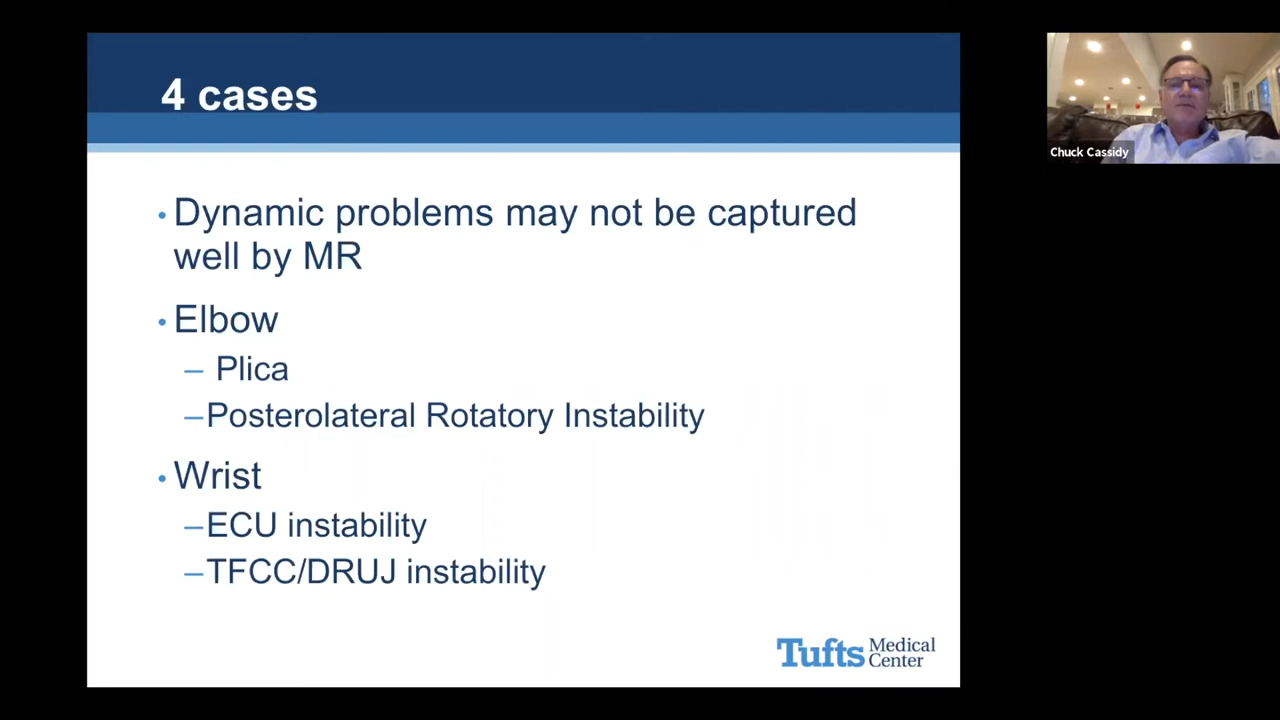 4 cases
• Dynamic problems may not be captured
well by MR
• Elbow
– Plica
–Posterolateral Rotatory Instability
• Wrist
–ECU instability
–TFCC/DRUJ instability
Tufts Medical Center
Chuck Cassidy